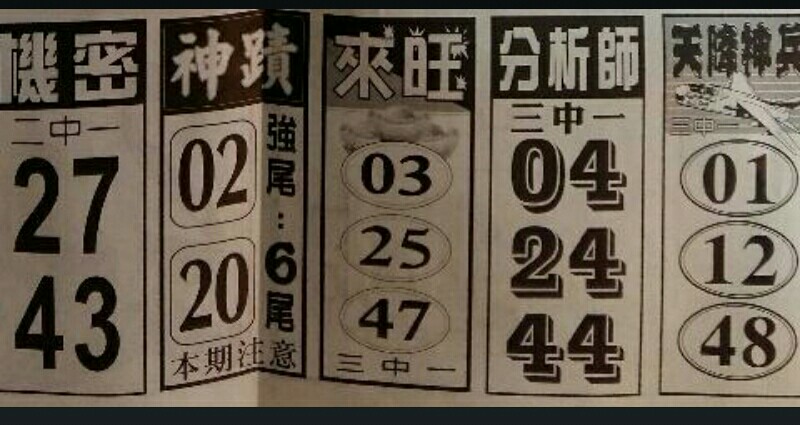 機密
二中一
27
43
神蹟
02
20
強尾：6尾
本期注意
來旺
03
25
47
三中一
分析師
三中一
04
24
44
天降神兵
三中一
01
12
48